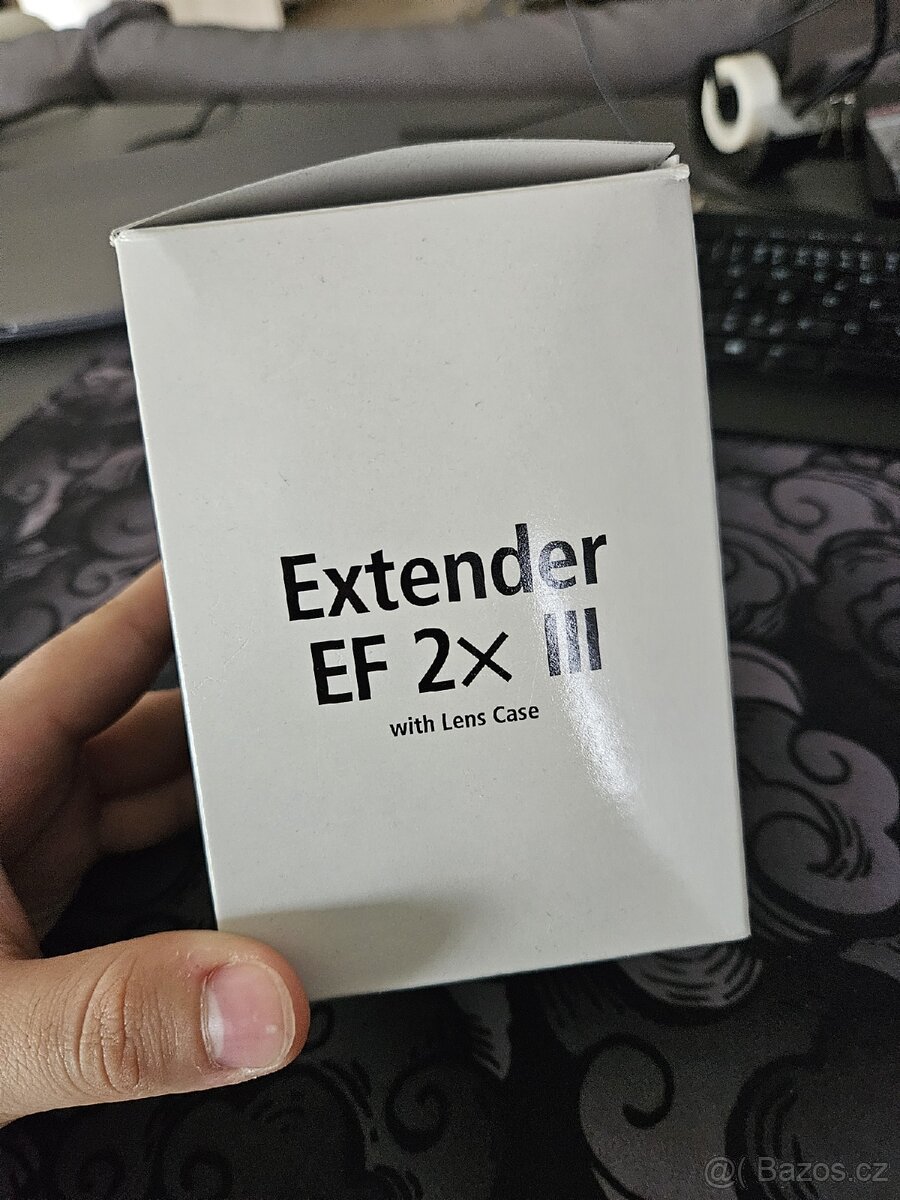 Extender
EF 2× III
with Lens Case
@( Bazos.cz